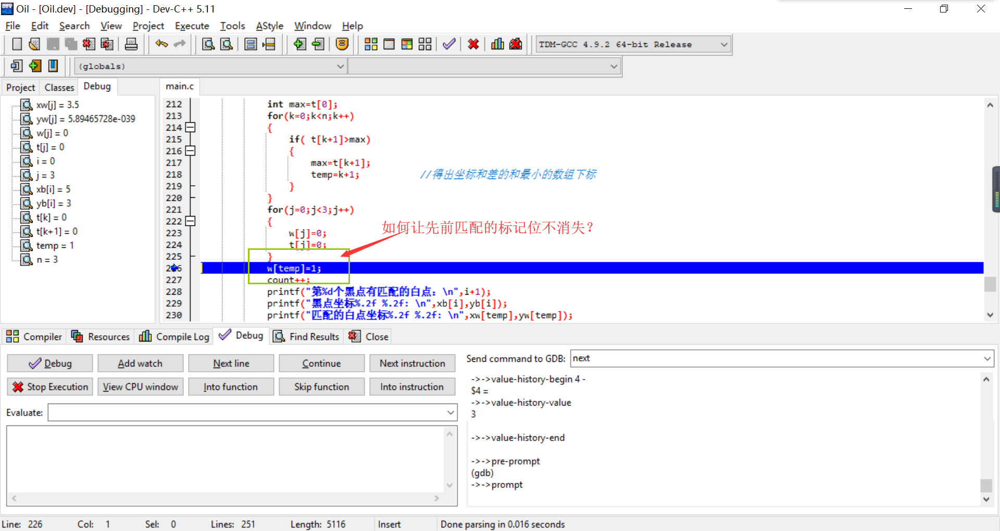 Oil - [Oil.dev] - [Debugging] - Dev-C++ 5.11
File Edit Search View Project Execute Tools AStyle Window Help
TDM-GCC 4.9.2 64-bit Release
(globals)
Project Classes Debug
main.c
xw[j] = 3.5
yw[j] = 5.89465728e-039
w[j] = 0
t[j] = 0
i = 0
j = 3
xb[i] = 5
yb[i] = 3
t[k] = 0
t[k+1] = 0
temp = 1
n = 3
212 int max=t[0];
213 for(k=0;k<n;k++)
214 {
215 if( t[k+1]>max)
216 {
217 max=t[k+1];
218 temp=k+1; //得出坐标和差的和最小的数组下标
219 }
220 }
221 for(j=0;j<3;j++)
222 {
如何让先前匹配的标记位不消失?
223 w[j]=0;
224 t[j]=0;
225 }
226 w[temp]=1;
227 count++;
228 printf("第%d个黑点有匹配的白点: \n",i+1);
229 printf("黑点坐标%.2f %.2f: \n",xb[i],yb[i]);
230 printf("匹配的白点坐标%.2f %.2f: \n",xw[temp],yw[temp]);
Compiler Resources Compile Log Debug Find Results Close
Debug Add watch Next line Continue Next instruction
Stop Execution View CPU window Into function Skip function Into instruction
Evaluate:
Send command to GDB: next
->->value-history-begin 4 -
$4 =
->->value-history-value
3
->->value-history-end
->->pre-prompt
(gdb)
->->prompt
Line: 226 Col: 1 Sel: 0 Lines: 251 Length: 5116 Insert Done parsing in 0.016 seconds